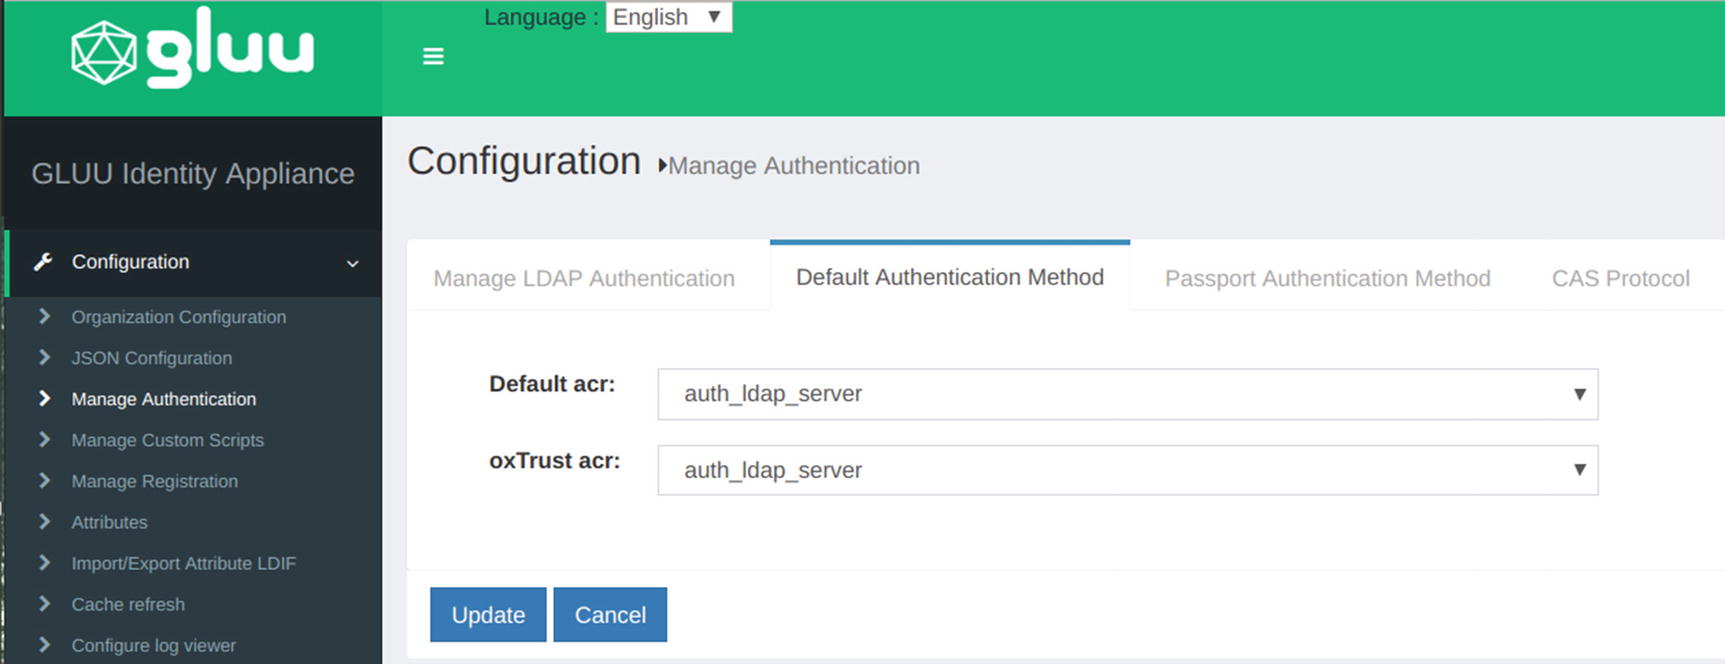 gluu
Language : English
GLUU Identity Appliance
Configuration
Organization Configuration
JSON Configuration
Manage Authentication
Manage Custom Scripts
Manage Registration
Attributes
Import/Export Attribute LDIF
Cache refresh
Configure log viewer
Configuration Manage Authentication
Manage LDAP Authentication Default Authentication Method Passport Authentication Method CAS Protocol
Default acr: auth_ldap_server
oxTrust acr: auth_ldap_server
Update Cancel